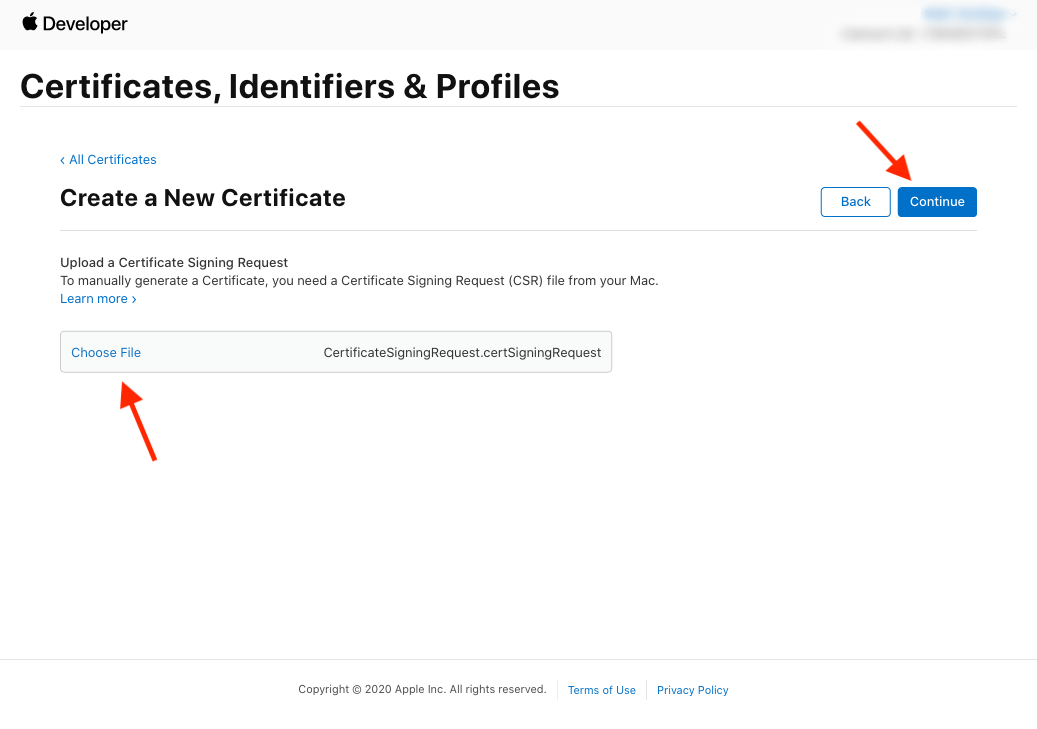 Developer
Certificates, Identifiers & Profiles
‹ All Certificates
Create a New Certificate
Back
Continue
Upload a Certificate Signing Request
To manually generate a Certificate, you need a Certificate Signing Request (CSR) file from your Mac.
Learn more ›
Choose File
CertificateSigningRequest.certSigningRequest
Copyright © 2020 Apple Inc. All rights reserved.
Terms of Use
Privacy Policy